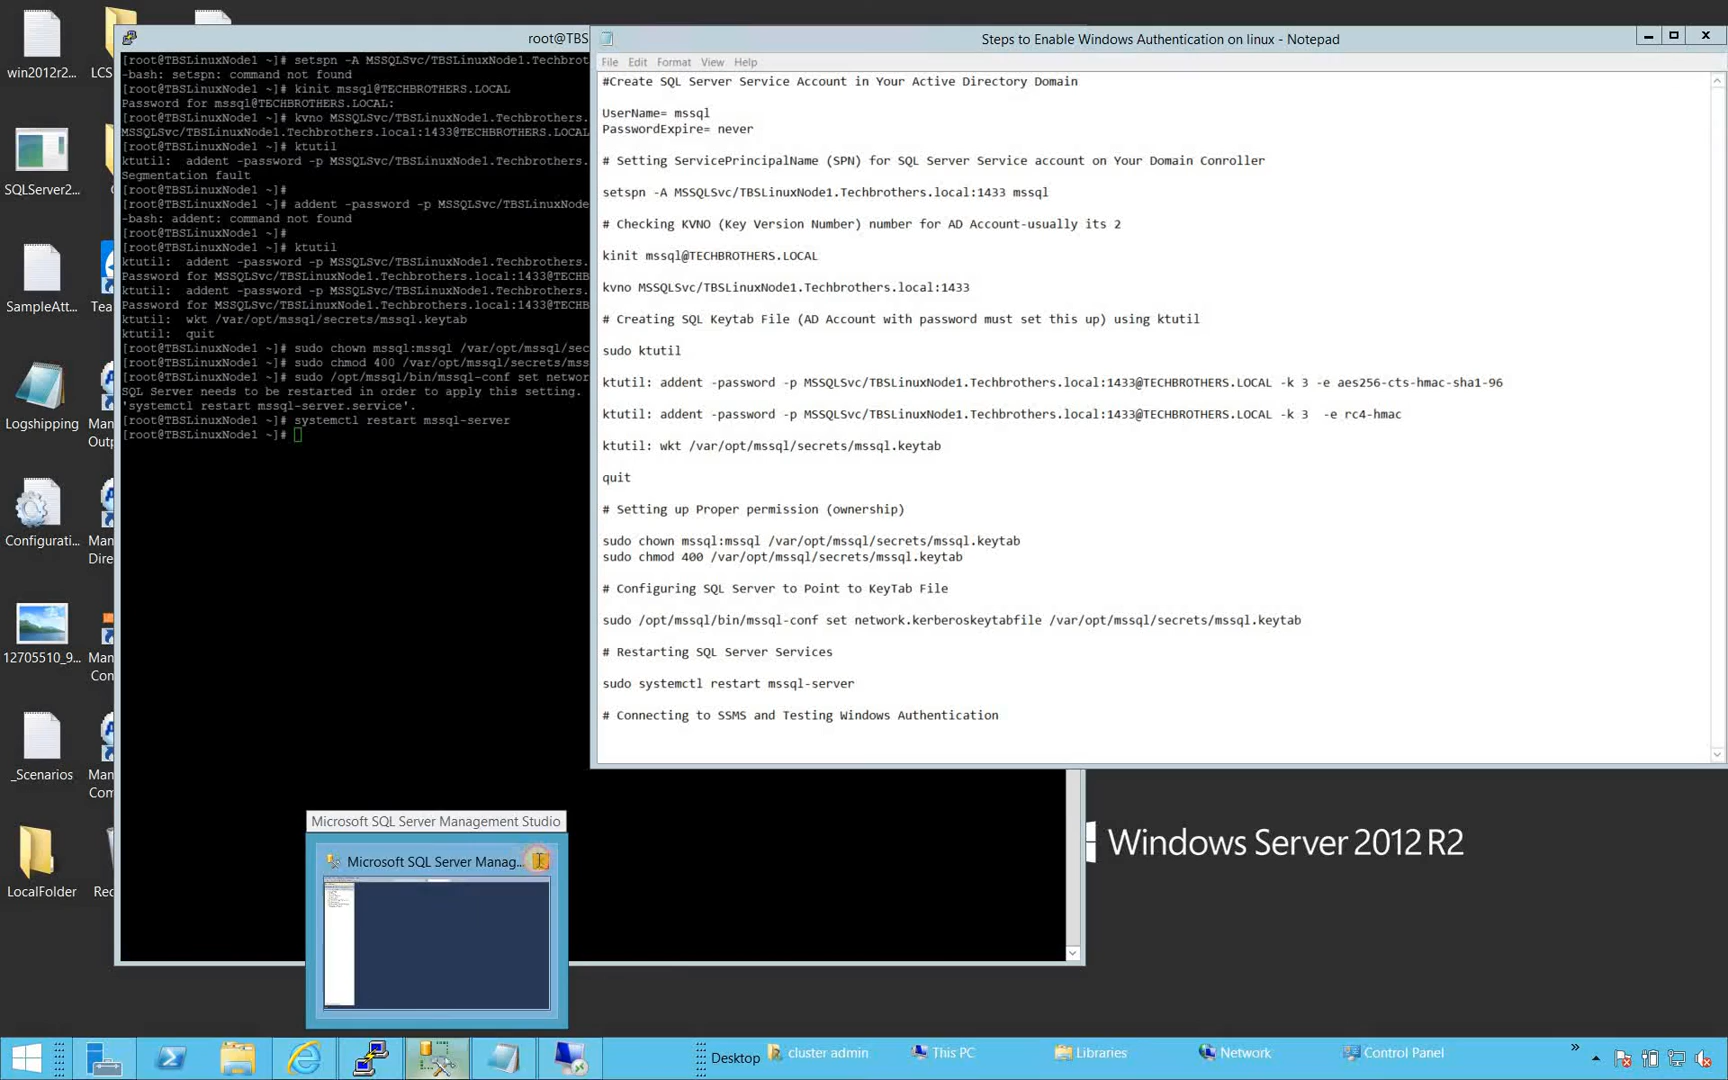 win2012r2...
LCS
SQLServer2...
SampleAtt...
Tea
Logshipping
Man
Outp
Configurati...
Man
Dire
12705510_9...
Man
Con
_Scenarios
Man
Com
LocalFolder
Rec
root@TBS
[root@TBSLinuxNode1 ~]# setspn -A MSSQLSvc/TBSLinuxNode1.Techbrot
-bash: setspn: command not found
[root@TBSLinuxNode1 ~]# kinit mssql@TECHBROTHERS.LOCAL
Password for mssql@TECHBROTHERS.LOCAL:
[root@TBSLinuxNode1 ~]# kvno MSSQLSvc/TBSLinuxNode1.Techbrothers.
MSSQLSvc/TBSLinuxNode1.Techbrothers.local:1433@TECHBROTHERS.LOCAL
[root@TBSLinuxNode1 ~]# ktutil
ktutil:  addent -password -p MSSQLSvc/TBSLinuxNode1.Techbrothers.
Segmentation fault
[root@TBSLinuxNode1 ~]#
[root@TBSLinuxNode1 ~]# addent -password -p MSSQLSvc/TBSLinuxNode
-bash: addent: command not found
[root@TBSLinuxNode1 ~]#
[root@TBSLinuxNode1 ~]# ktutil
ktutil:  addent -password -p MSSQLSvc/TBSLinuxNode1.Techbrothers.
Password for MSSQLSvc/TBSLinuxNode1.Techbrothers.local:1433@TECHB
ktutil:  addent -password -p MSSQLSvc/TBSLinuxNode1.Techbrothers.
Password for MSSQLSvc/TBSLinuxNode1.Techbrothers.local:1433@TECHB
ktutil:  wkt /var/opt/mssql/secrets/mssql.keytab
ktutil:  quit
[root@TBSLinuxNode1 ~]# sudo chown mssql:mssql /var/opt/mssql/sec
[root@TBSLinuxNode1 ~]# sudo chmod 400 /var/opt/mssql/secrets/mss
[root@TBSLinuxNode1 ~]# sudo /opt/mssql/bin/mssql-conf set networ
SQL Server needs to be restarted in order to apply this setting.
'systemctl restart mssql-server.service'.
[root@TBSLinuxNode1 ~]# systemctl restart mssql-server
[root@TBSLinuxNode1 ~]#
Steps to Enable Windows Authentication on linux - Notepad
File Edit Format View Help
#Create SQL Server Service Account in Your Active Directory Domain
UserName= mssql
PasswordExpire= never
# Setting ServicePrincipalName (SPN) for SQL Server Service account on Your Domain Conroller
setspn -A MSSQLSvc/TBSLinuxNode1.Techbrothers.local:1433 mssql
# Checking KVNO (Key Version Number) number for AD Account-usually its 2
kinit mssql@TECHBROTHERS.LOCAL
kvno MSSQLSvc/TBSLinuxNode1.Techbrothers.local:1433
# Creating SQL Keytab File (AD Account with password must set this up) using ktutil
sudo ktutil
ktutil: addent -password -p MSSQLSvc/TBSLinuxNode1.Techbrothers.local:1433@TECHBROTHERS.LOCAL -k 3 -e aes256-cts-hmac-sha1-96
ktutil: addent -password -p MSSQLSvc/TBSLinuxNode1.Techbrothers.local:1433@TECHBROTHERS.LOCAL -k 3  -e rc4-hmac
ktutil: wkt /var/opt/mssql/secrets/mssql.keytab
quit
# Setting up Proper permission (ownership)
sudo chown mssql:mssql /var/opt/mssql/secrets/mssql.keytab
sudo chmod 400 /var/opt/mssql/secrets/mssql.keytab
# Configuring SQL Server to Point to KeyTab File
sudo /opt/mssql/bin/mssql-conf set network.kerberoskeytabfile /var/opt/mssql/secrets/mssql.keytab
# Restarting SQL Server Services
sudo systemctl restart mssql-server
# Connecting to SSMS and Testing Windows Authentication
Microsoft SQL Server Management Studio
Microsoft SQL Server Manag...
Windows Server 2012 R2
Desktop
cluster admin
This PC
Libraries
Network
Control Panel